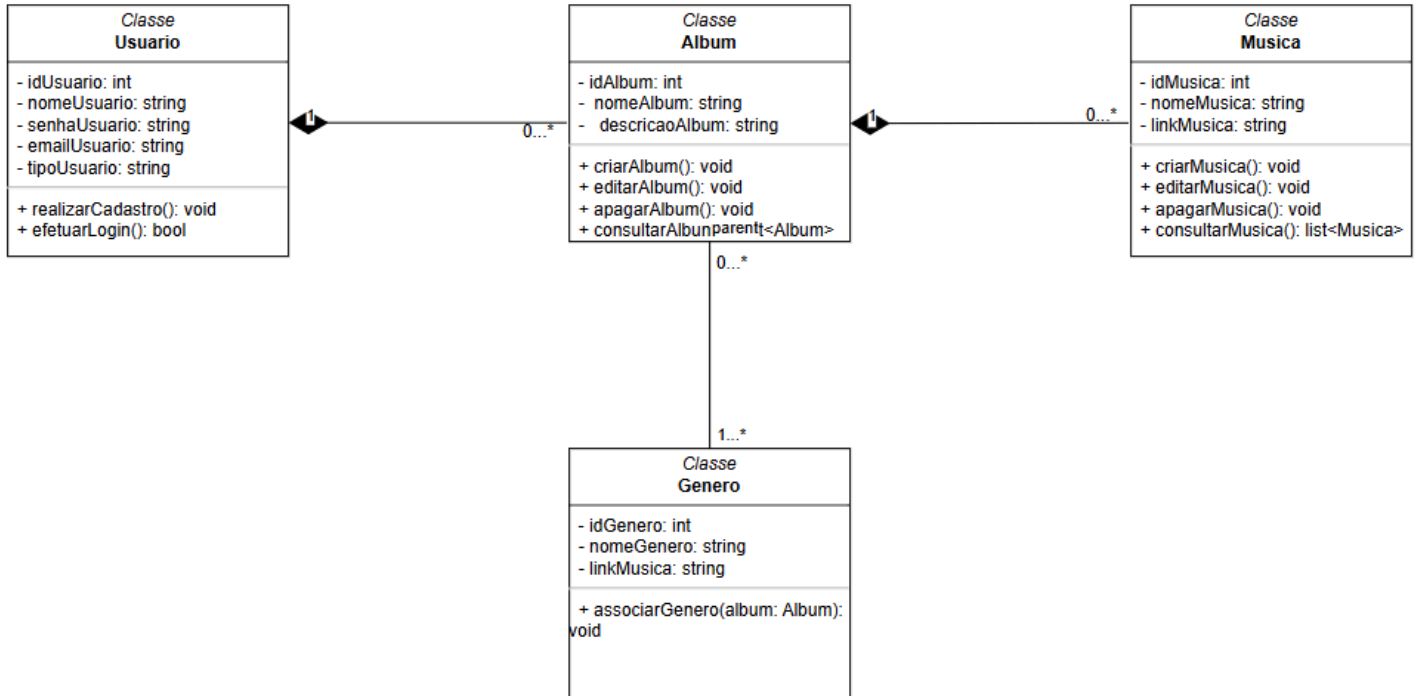 Classe
Usuario
- idUsuario: int
- nomeUsuario: string
- senhaUsuario: string
- emailUsuario: string
- tipoUsuario: string
+ realizarCadastro(): void
+ efetuarLogin(): bool
1
0...*
Classe
Album
- idAlbum: int
- nomeAlbum: string
- descricaoAlbum: string
+ criarAlbum(): void
+ editarAlbum(): void
+ apagarAlbum(): void
+ consultarAlbun
parent
t<Album>
1
0...*
Classe
Musica
- idMusica: int
- nomeMusica: string
- linkMusica: string
+ criarMusica(): void
+ editarMusica(): void
+ apagarMusica(): void
+ consultarMusica(): list<Musica>
0...*
1...*
Classe
Genero
- idGenero: int
- nomeGenero: string
- linkMusica: string
+ associarGenero(album: Album):
void